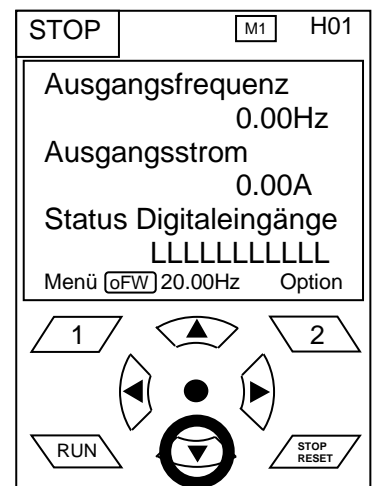 STOP M1 H01
Ausgangsfrequenz
0.00Hz
Ausgangsstrom
0.00A
Status Digitaleingänge
LLLLLLLLLLL
Menü oFW 20.00Hz Option
1 2
RUN STOP
RESET